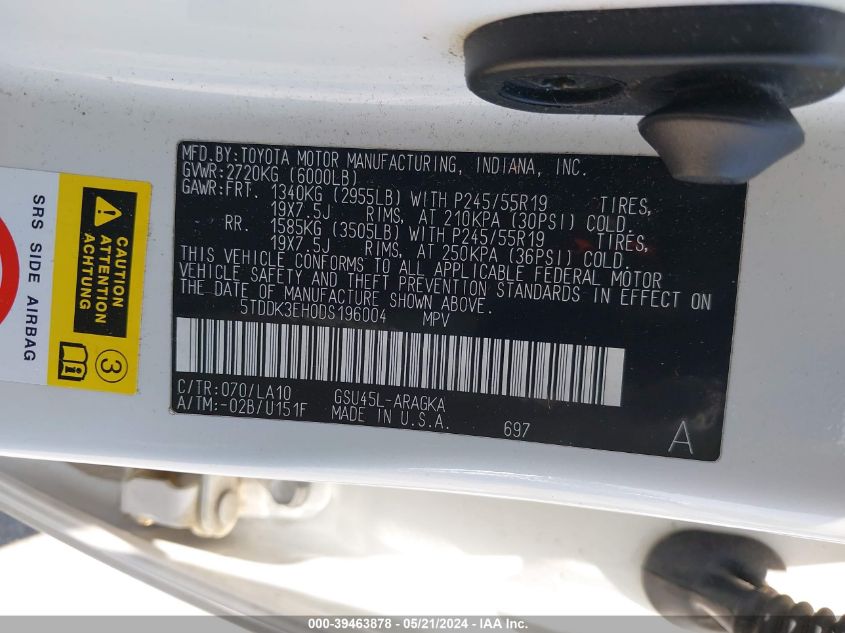 MFD.BY:TOYOTA MOTOR MANUFACTURING, INDIANA, INC.
GVWR:2720KG (6000LB)
GAWR:FRT. 1340KG (2955LB) WITH P245/55R19 TIRES,
19X7.5J RIMS, AT 210KPA (30PSI) COLD.
RR. 1585KG (3505LB) WITH P245/55R19 TIRES,
19X7.5J RIMS, AT 250KPA (36PSI) COLD.
THIS VEHICLE CONFORMS TO ALL APPLICABLE FEDERAL MOTOR
VEHICLE SAFETY AND THEFT PREVENTION STANDARDS IN EFFECT ON
THE DATE OF MANUFACTURE SHOWN ABOVE.
5TDDK3EH0DS196004 MPV
C/TR:070/LA10 GSU45L-ARAGKA
A/TM:-02B/U151F MADE IN U.S.A.
697
A
SRS SIDE AIRBAG
CAUTION
ATTENTION
ACHTUNG
3
000-39463878 - 05/21/2024 - IAA Inc.